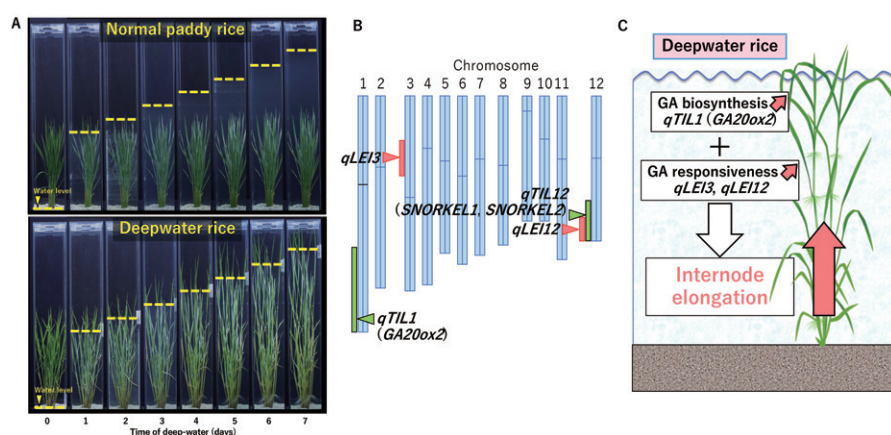 A
Normal paddy rice
Water level
Deepwater rice
Water level
0 1 2 3 4 5 6 7
Time of deep-water (days)
B
Chromosome
1 2 3 4 5 6 7 8 9 10 11 12
qLEI3
qTIL12
(SNORKEL1, SNORKEL2)
qLEI12
qTIL1
(GA20ox2)
C
Deepwater rice
GA biosynthesis
qTIL1 (GA20ox2)
+
GA responsiveness
qLEI3, qLEI12
Internode
elongation